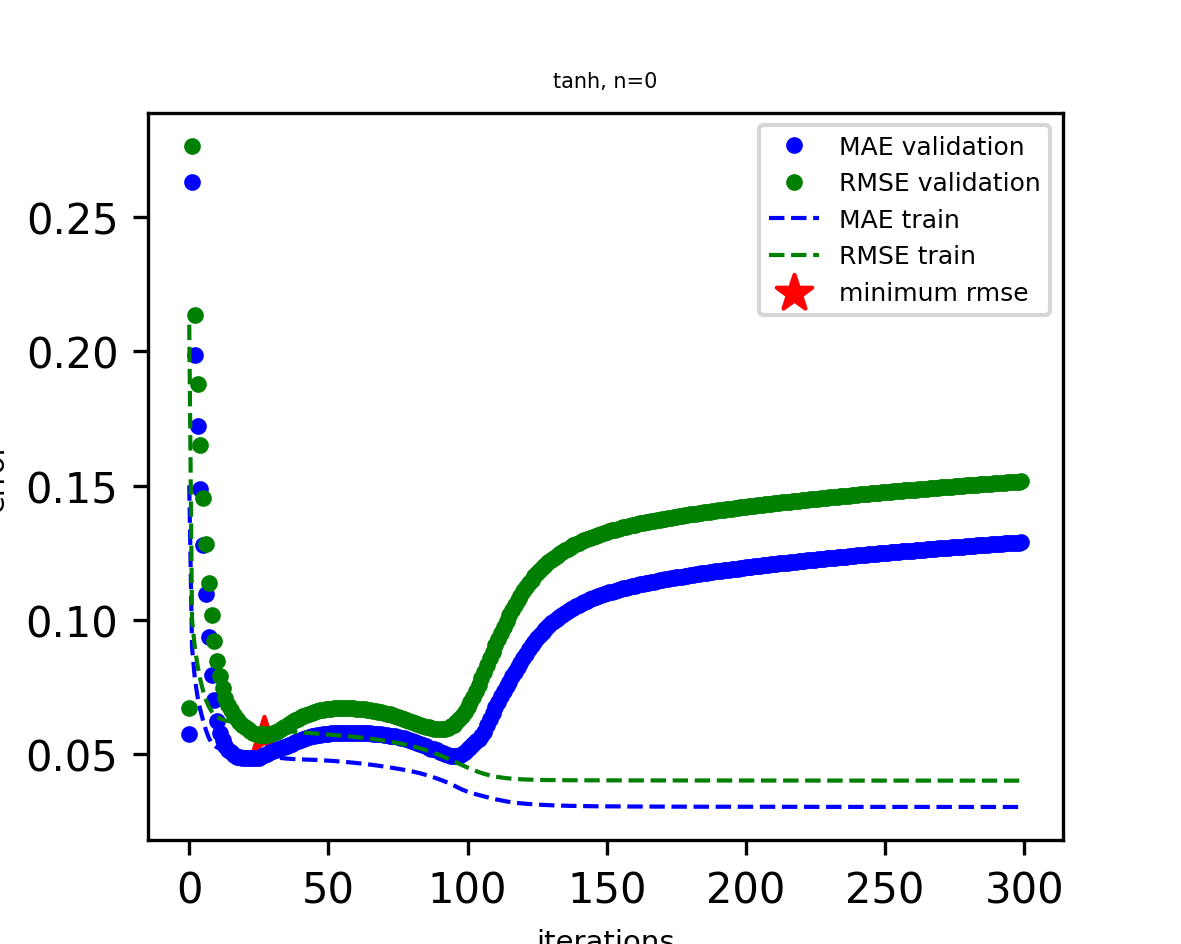 tanh, n=0
MAE validation
RMSE validation
MAE train
RMSE train
minimum rmse
0.25
0.20
0.15
0.10
0.05
0 50 100 150 200 250 300
iterations